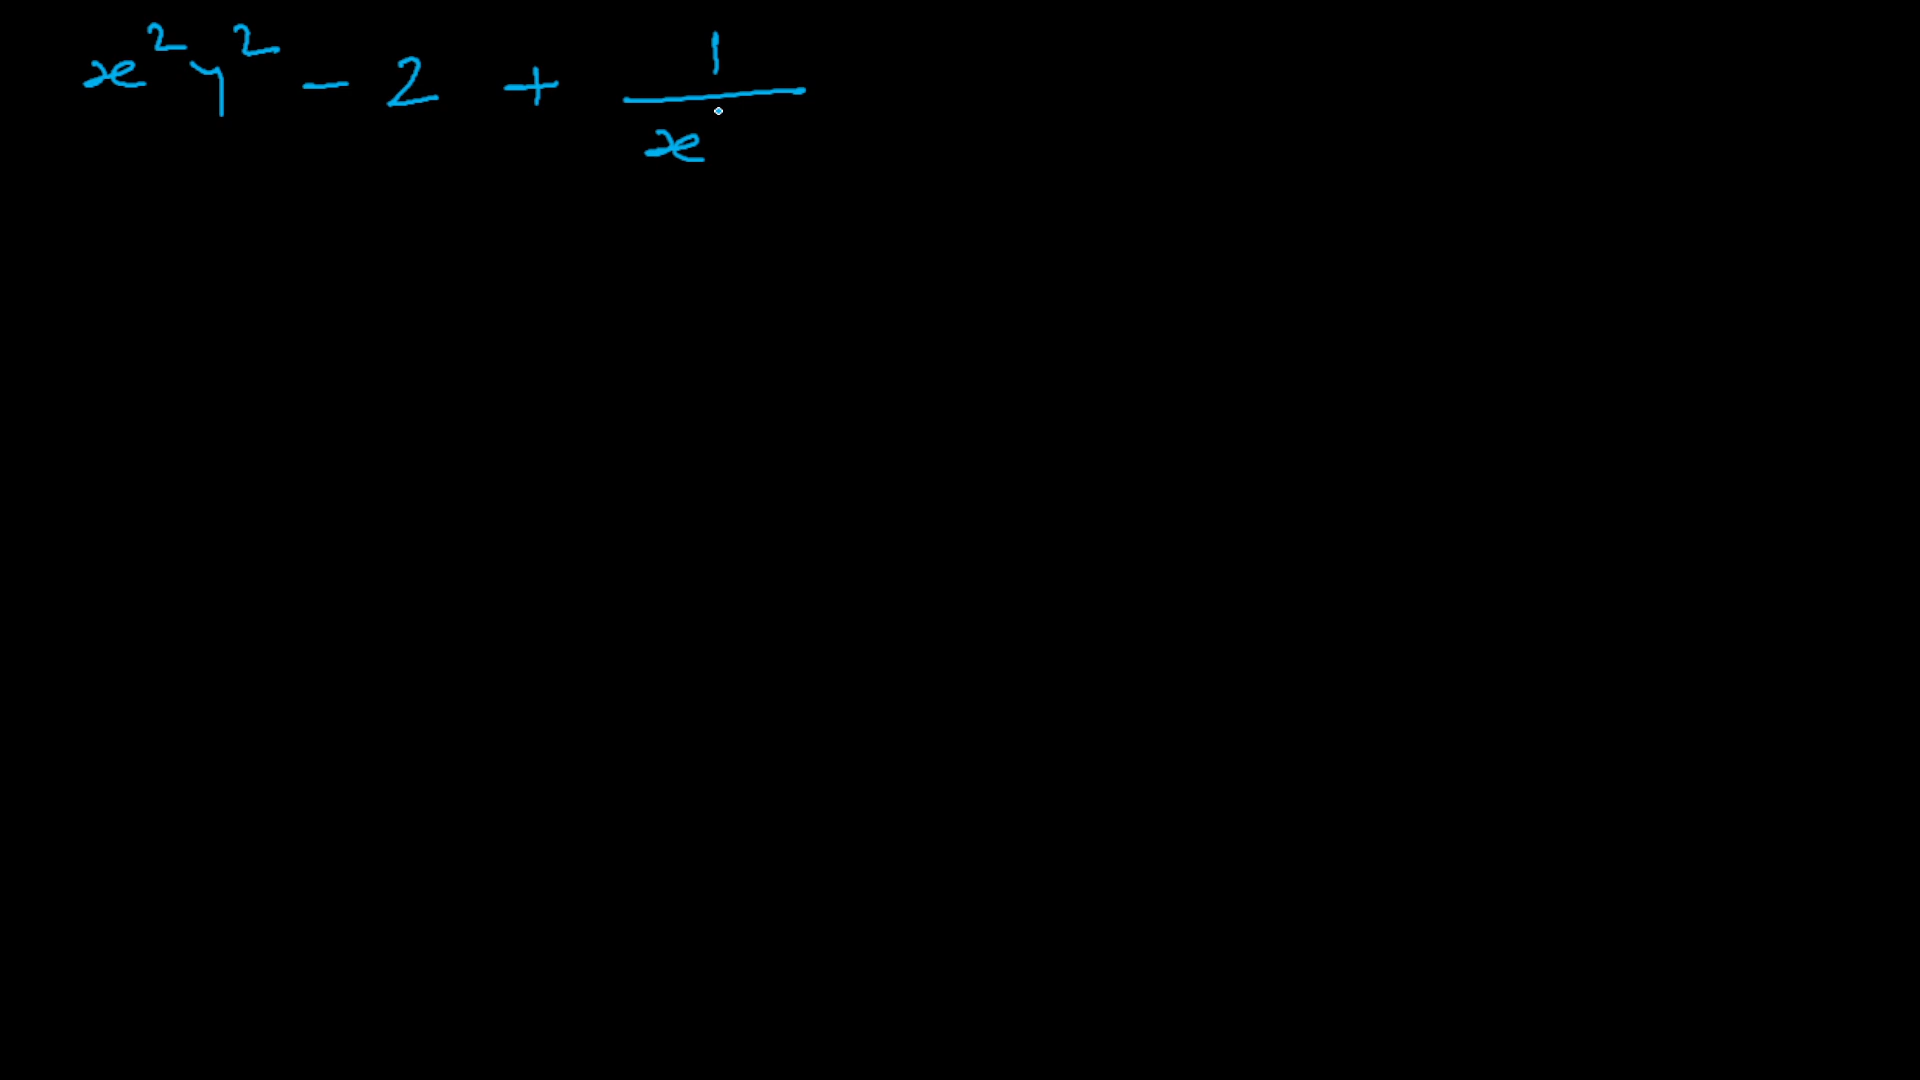 x²y² - 2 + 1/x